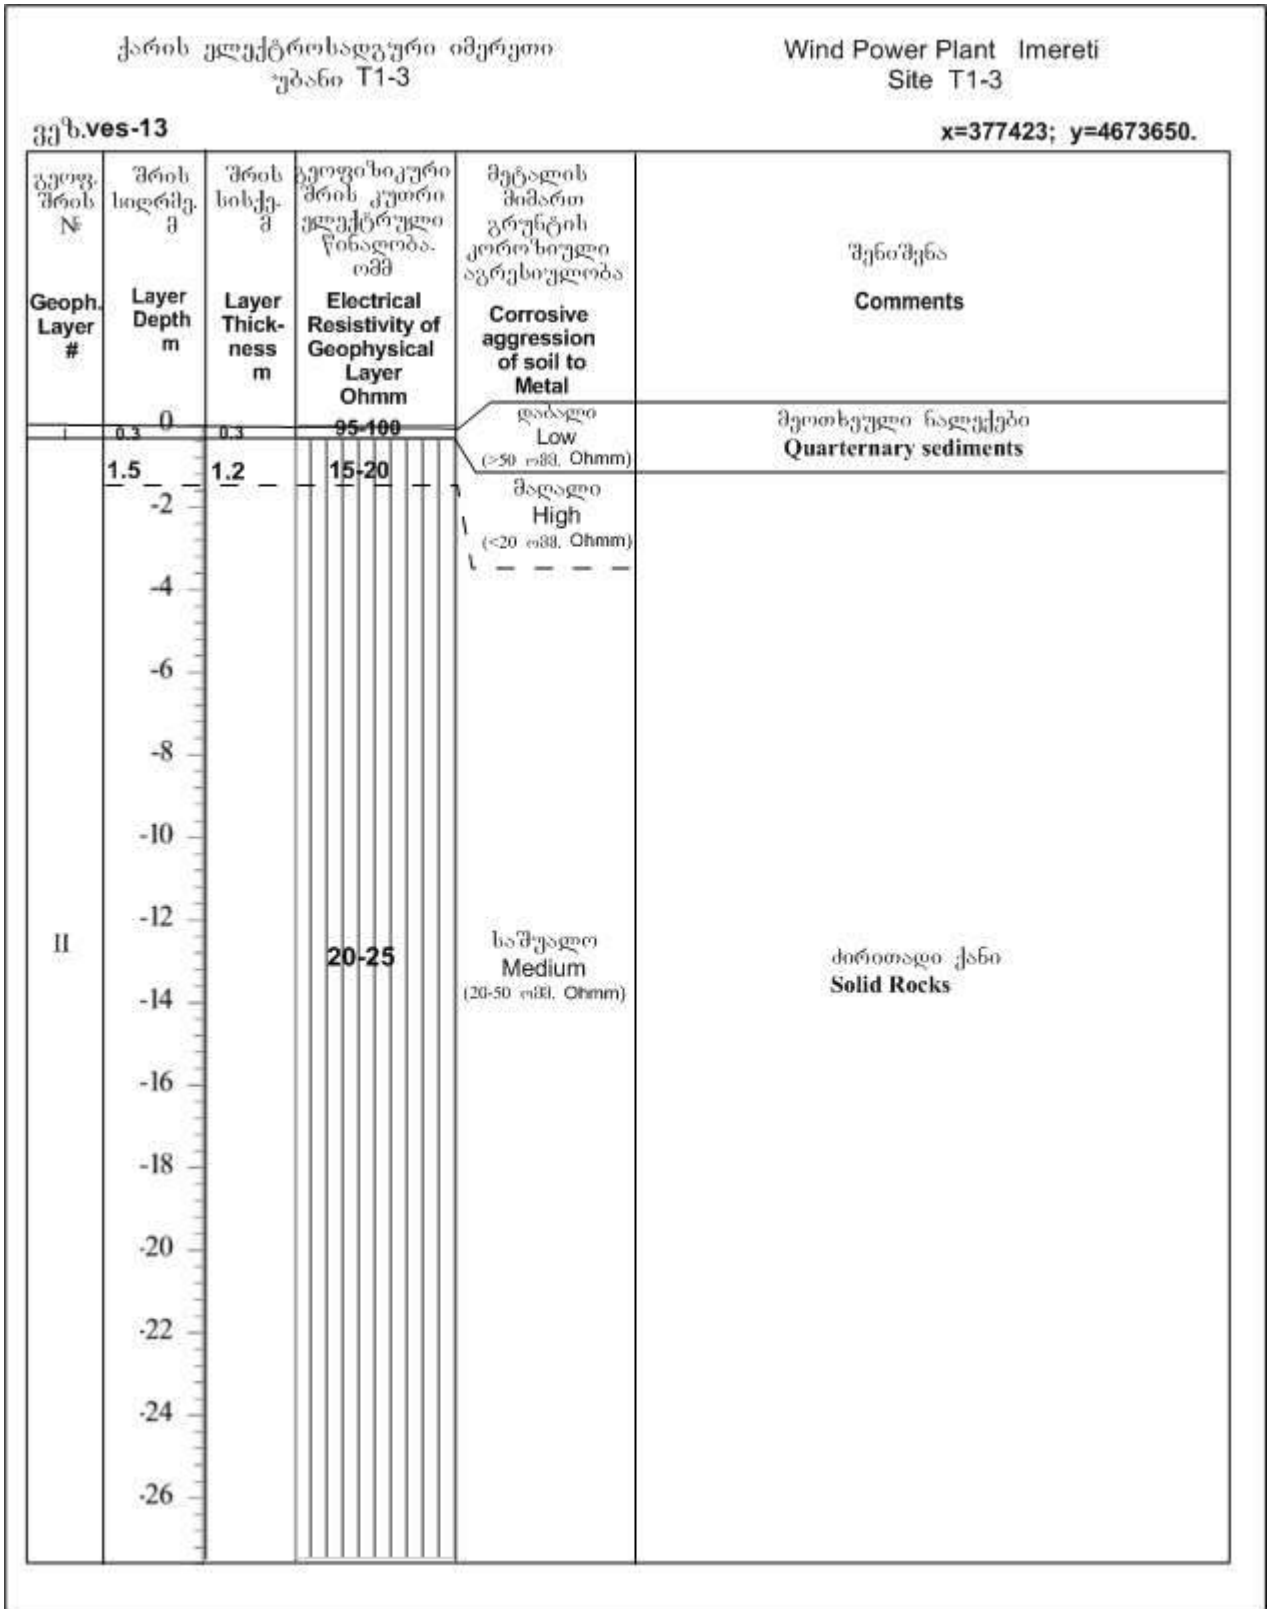 ქარის ელექტროსადგური იმერეთი
უბანი T1-3
Wind Power Plant Imereti
Site T1-3
ვეზ.ves-13
x=377423; y=4673650.
გეოფ.
შრის
№
Geoph.
Layer
#
შრის
სიღრმე.
მ
Layer
Depth
m
შრის
სისქე.
მ
Layer
Thick-
ness
m
გეოფიზიკური
შრის კუთრი
ელექტრული
წინაღობა.
ომმ
Electrical
Resistivity of
Geophysical
Layer
Ohmm
მეტალის
მიმართ
გრუნტის
კოროზიული
აგრესიულობა
Corrosive
aggression
of soil to
Metal
შენიშვნა
Comments
0
I
0.3
0.3
95-100
დაბალი
Low
(>50 ომმ. Ohmm)
მეოთხეული ნალექები
Quarternary sediments
1.5
1.2
15-20
მაღალი
High
(<20 ომმ. Ohmm)
-2
-4
-6
-8
-10
-12
II
20-25
საშუალო
Medium
(20-50 ომმ. Ohmm)
ძირითადი ქანი
Solid Rocks
-14
-16
-18
-20
-22
-24
-26